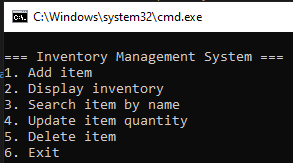 C:\Windows\system32\cmd.exe
=== Inventory Management System ===
1. Add item
2. Display inventory
3. Search item by name
4. Update item quantity
5. Delete item
6. Exit